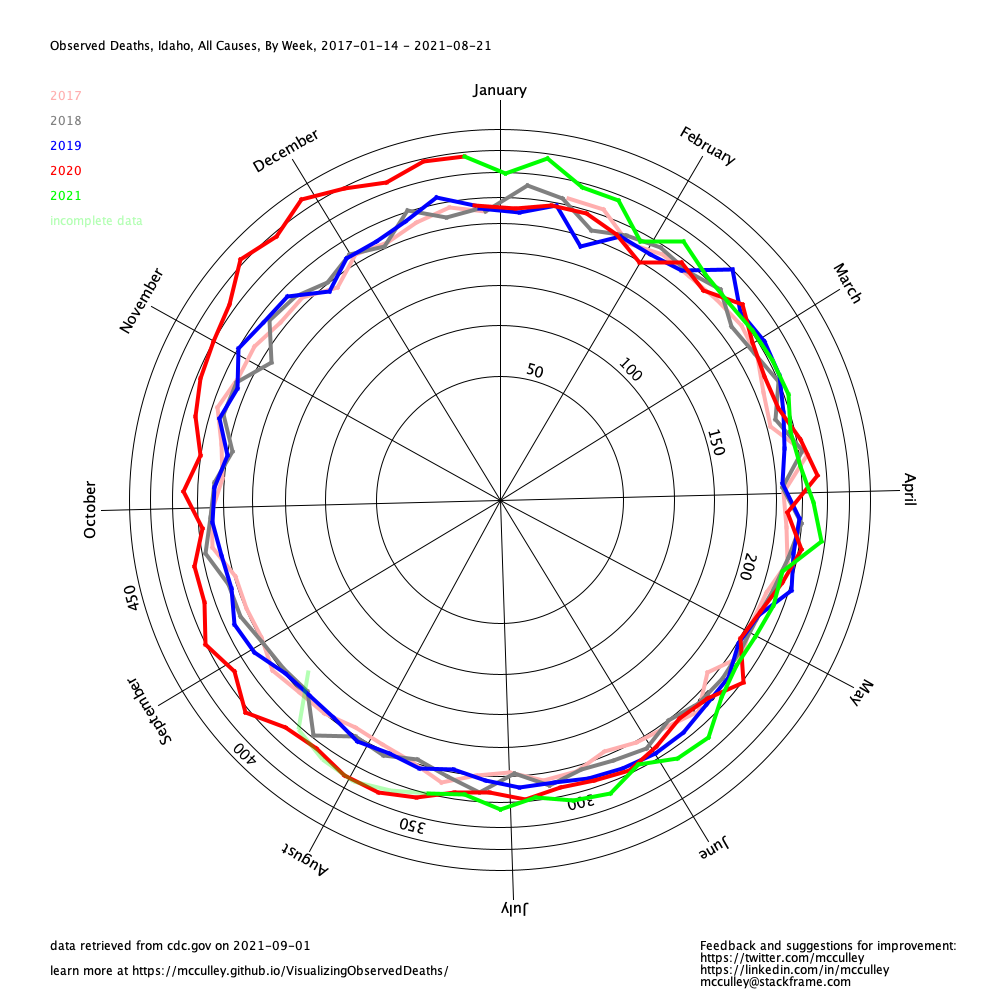 Observed Deaths, Idaho, All Causes, By Week, 2017-01-14 - 2021-08-21
2017
2018
2019
2020
2021
incomplete data
January
February
March
April
May
June
July
August
September
October
November
December
50
100
150
200
300
350
400
450
data retrieved from cdc.gov on 2021-09-01
learn more at https://mcculley.github.io/VisualizingObservedDeaths/
Feedback and suggestions for improvement:
https://twitter.com/mcculley
https://linkedin.com/in/mcculley
mcculley@stackframe.com